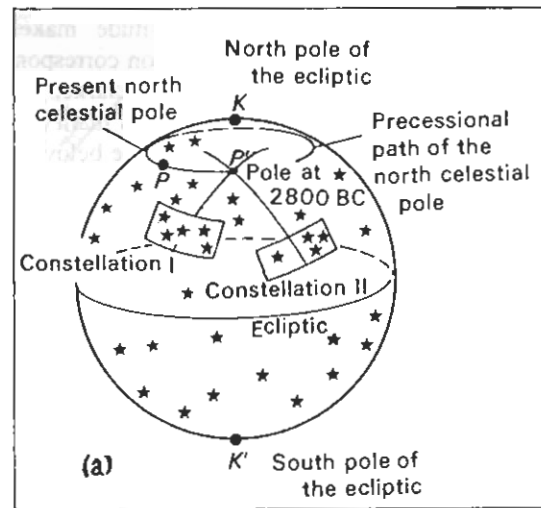 North pole of
the ecliptic
Present north
celestial pole
K
Precessional
path of the
north celestial
pole
P
P'
Pole at
2800 BC
Constellation I
Constellation II
Ecliptic
(a)
K'
South pole of
the ecliptic